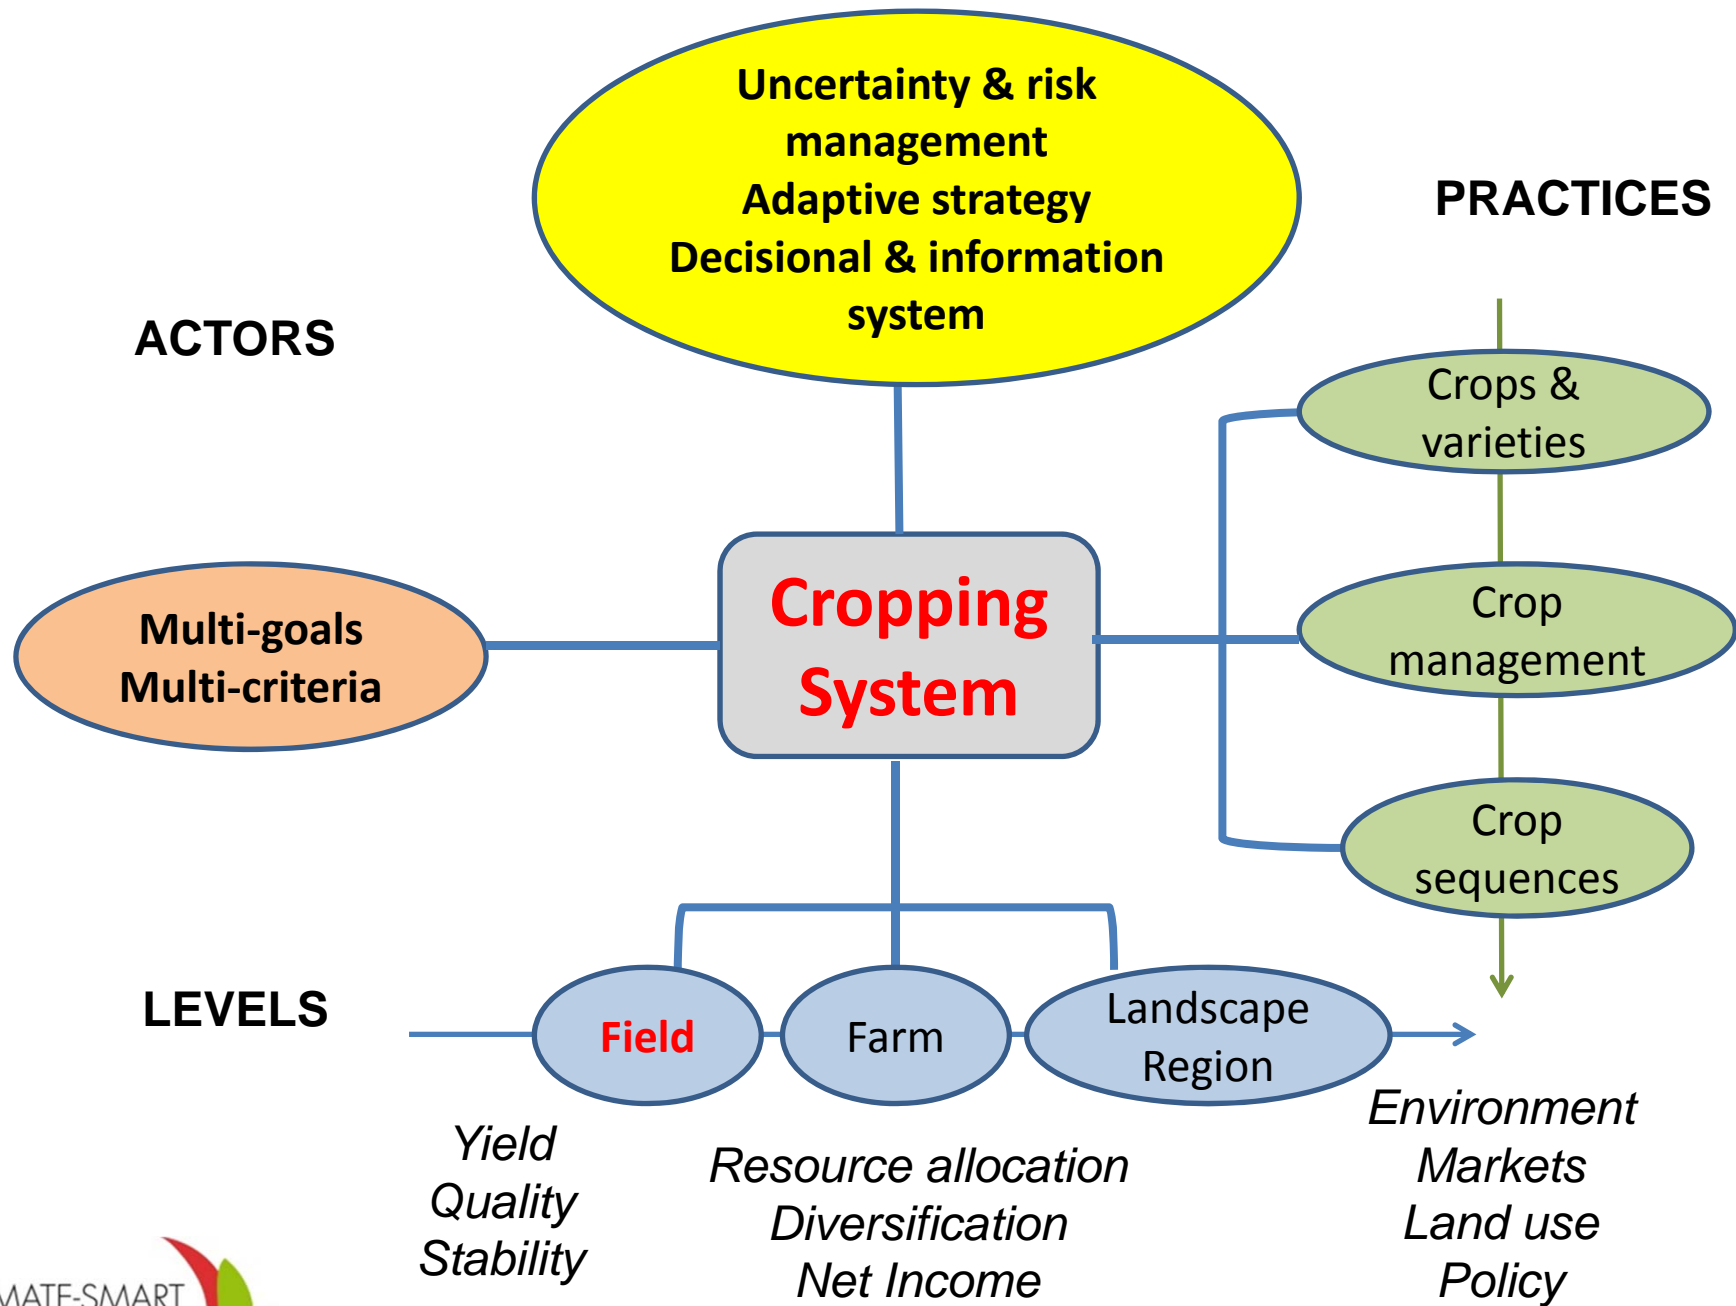 Uncertainty & risk
management
Adaptive strategy
Decisional & information
system
PRACTICES
ACTORS
Crops &
varieties
Multi-goals
Multi-criteria
Cropping
System
Crop
management
Crop
sequences
LEVELS
Field
Farm
Landscape
Region
Yield
Quality
Stability
Resource allocation
Diversification
Net Income
Environment
Markets
Land use
Policy
MATE-SMART